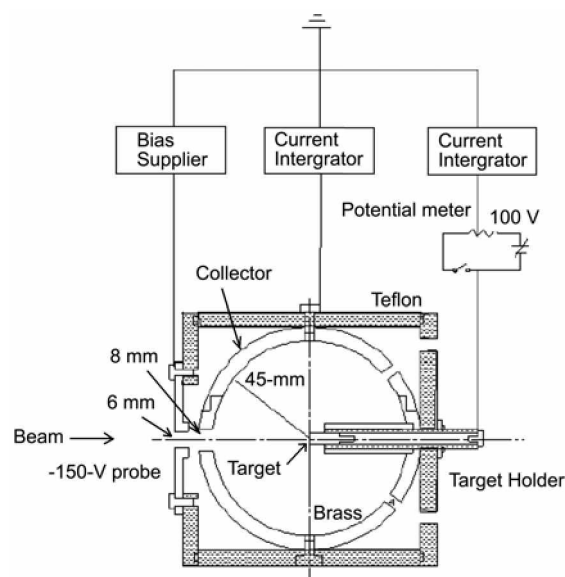 Bias
Supplier
Current
Intergrator
Current
Intergrator
Potential meter
100 V
Collector
Teflon
8 mm
45-mm
6 mm
Beam
Target
-150-V probe
Target Holder
Brass